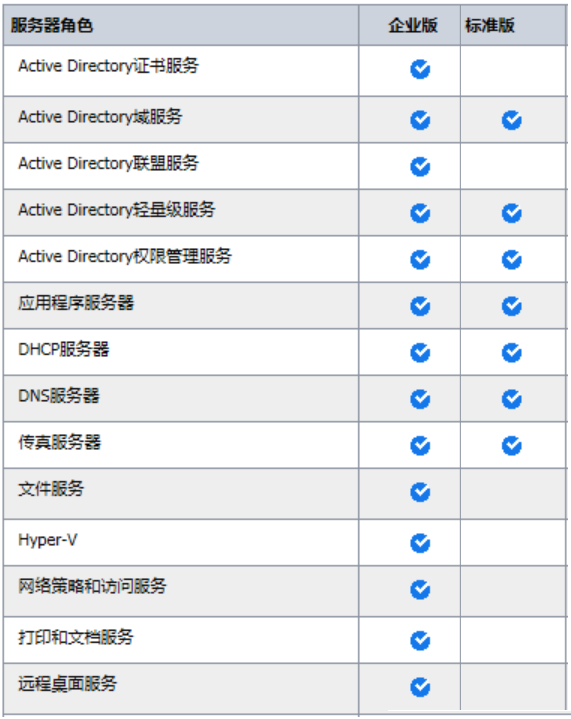 服务器角色 企业版 标准版
Active Directory证书服务
Active Directory域服务
Active Directory联盟服务
Active Directory轻量级服务
Active Directory权限管理服务
应用程序服务器
DHCP服务器
DNS服务器
传真服务器
文件服务
Hyper-V
网络策略和访问服务
打印和文档服务
远程桌面服务